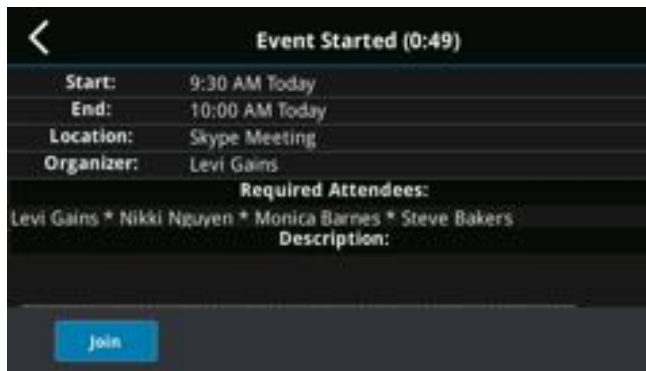 Event Started (0:49)
Start: 9:30 AM Today
End: 10:00 AM Today
Location: Skype Meeting
Organizer: Levi Gains
Required Attendees:
Levi Gains * Nikki Nguyen * Monica Barnes * Steve Bakers
Description:
Join